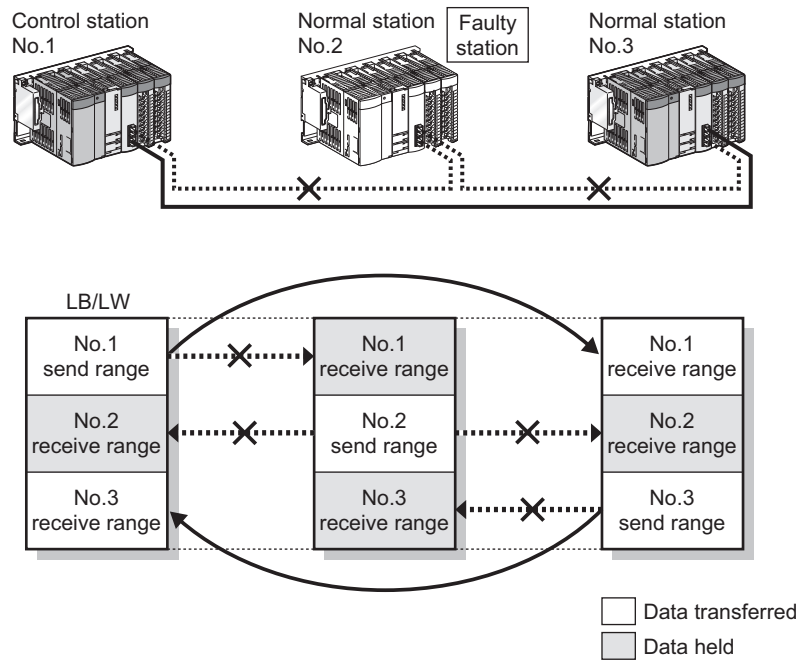 Control station
No.1
Normal station
No.2
Faulty
station
Normal station
No.3
LB/LW
No.1
send range
No.1
receive range
No.1
receive range
No.2
receive range
No.2
send range
No.2
receive range
No.3
receive range
No.3
receive range
No.3
send range
Data transferred
Data held